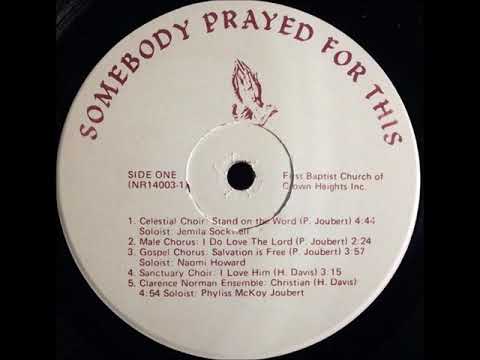 SOMEBODY PRAYED FOR THIS
SIDE ONE
(NR14003-1)
First Baptist Church of
Crown Heights Inc.
1. Celestial Choir: Stand on the Word (P. Joubert) 4:44
Soloist: Jemila Sockwell
2. Male Chorus: I Do Love The Lord (P. Joubert) 2:24
3. Gospel Chorus: Salvation is Free (P. Joubert) 3:57
Soloist: Naomi Howard
4. Sanctuary Choir: I Love Him (H. Davis) 3:15
5. Clarence Norman Ensemble: Christian (H. Davis)
4:54 Soloist: Phyliss McKoy Joubert